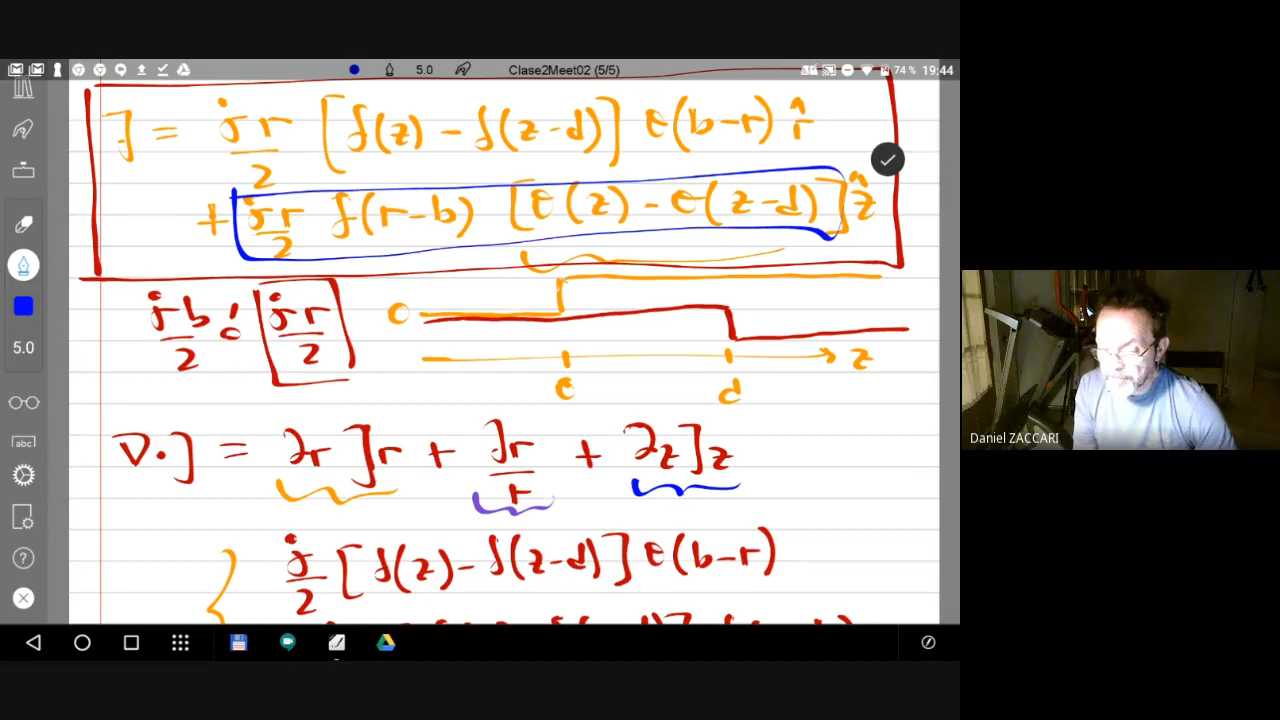 5.0 Clase2Meet02 (5/5) 74 % 19:44
J = σ̇r/2 [δ(z) - δ(z-d)] Θ(b-r) r̂
+ σ̇r/2 δ(r-b) [Θ(z) - Θ(z-d)] ẑ
σ̇b/2 ¿ σ̇r/2
0
z
0 d
5.0
abc
∇·J = ∂r Jr + Jr/r + ∂z Jz
σ̇/2 [δ(z) - δ(z-d)] Θ(b-r)
Daniel ZACCARI